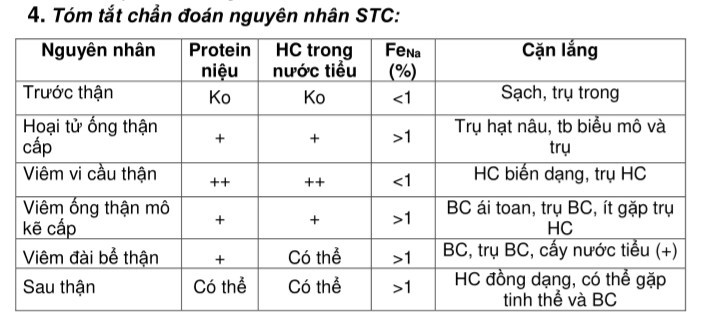 4. Tóm tắt chẩn đoán nguyên nhân STC:
Nguyên nhân Protein niệu HC trong nước tiểu FeNa (%) Cặn lắng
Trước thận Ko Ko <1 Sạch, trụ trong
Hoại tử ống thận cấp + + >1 Trụ hạt nâu, tb biểu mô và trụ
Viêm vi cầu thận ++ ++ <1 HC biến dạng, trụ HC
Viêm ống thận mô kẽ cấp + + >1 BC ái toan, trụ BC, ít gặp trụ HC
Viêm đài bể thận + Có thể >1 BC, trụ BC, cấy nước tiểu (+)
Sau thận Có thể Có thể >1 HC đồng dạng, có thể gặp tinh thể và BC